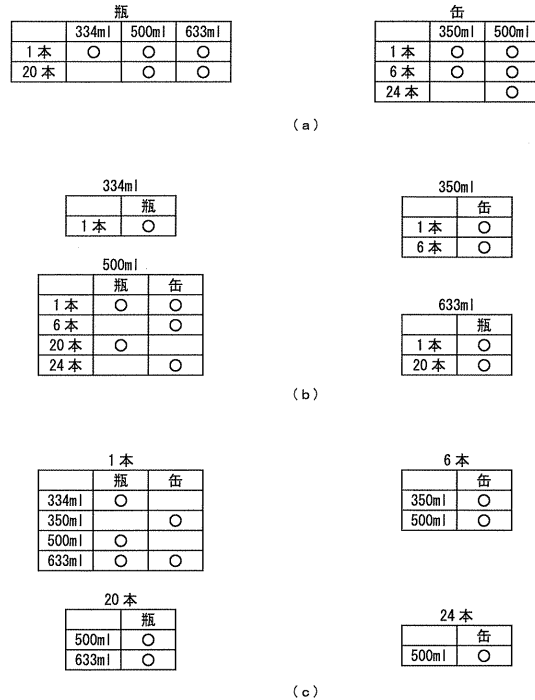 瓶 缶
334ml 500ml 633ml 350ml 500ml
1本 ○ ○ ○ 1本 ○ ○
20本 ○ ○ 6本 ○ ○
24本 ○
(a)
334ml 350ml
瓶 缶
1本 ○ 1本 ○
6本 ○
500ml
瓶 缶 633ml
1本 ○ ○ 瓶
6本 ○ 1本 ○
20本 ○ 20本 ○
24本 ○
(b)
1本 6本
瓶 缶 缶
334ml ○ 350ml ○
350ml ○ 500ml ○
500ml ○
633ml ○ ○
20本 24本
瓶 缶
500ml ○ 500ml ○
633ml ○
(c)